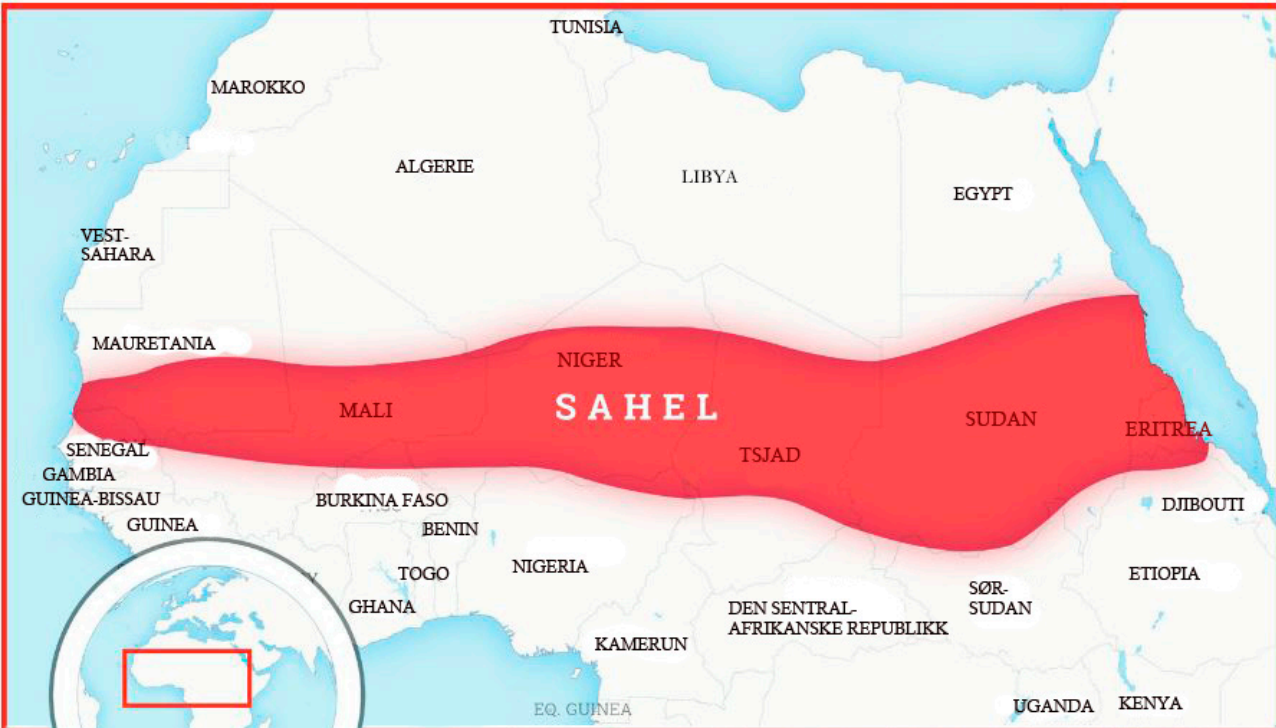 TUNISIA
MAROKKO
ALGERIE
LIBYA
EGYPT
VEST-
SAHARA
MAURETANIA
NIGER
MALI
SAHEL
SUDAN
ERITREA
TSJAD
SENEGAL
GAMBIA
GUINEA-BISSAU
BURKINA FASO
DJIBOUTI
GUINEA
BENIN
NIGERIA
TOGO
ETIOPIA
GHANA
SØR-
SUDAN
DEN SENTRAL-
AFRIKANSKE REPUBLIKK
KAMERUN
EQ. GUINEA
UGANDA
KENYA